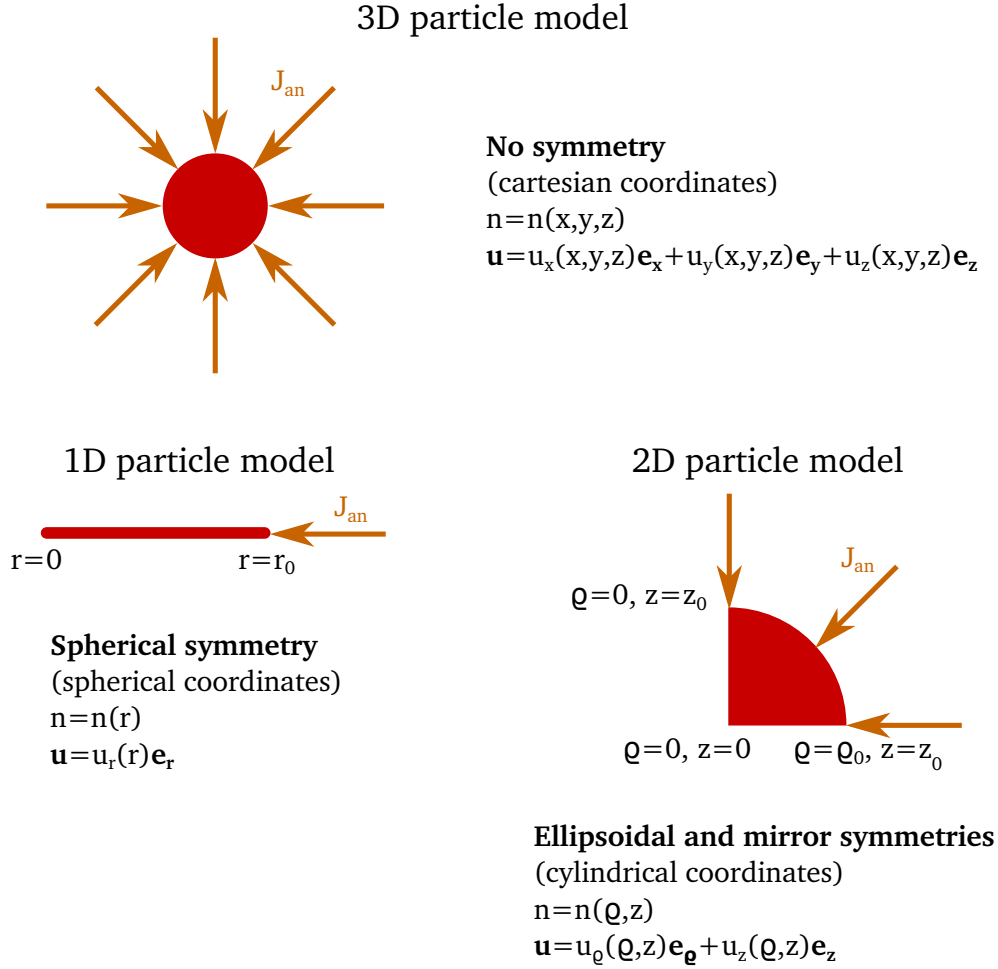 3D particle model
J_an
No symmetry
(cartesian coordinates)
n=n(x,y,z)
u=u_x(x,y,z)e_x+u_y(x,y,z)e_y+u_z(x,y,z)e_z
1D particle model
J_an
r=0
r=r_0
Spherical symmetry
(spherical coordinates)
n=n(r)
u=u_r(r)e_r
2D particle model
J_an
ϱ=0, z=z_0
ϱ=0, z=0
ϱ=ϱ_0, z=z_0
Ellipsoidal and mirror symmetries
(cylindrical coordinates)
n=n(ϱ,z)
u=u_ϱ(ϱ,z)e_ϱ+u_z(ϱ,z)e_z